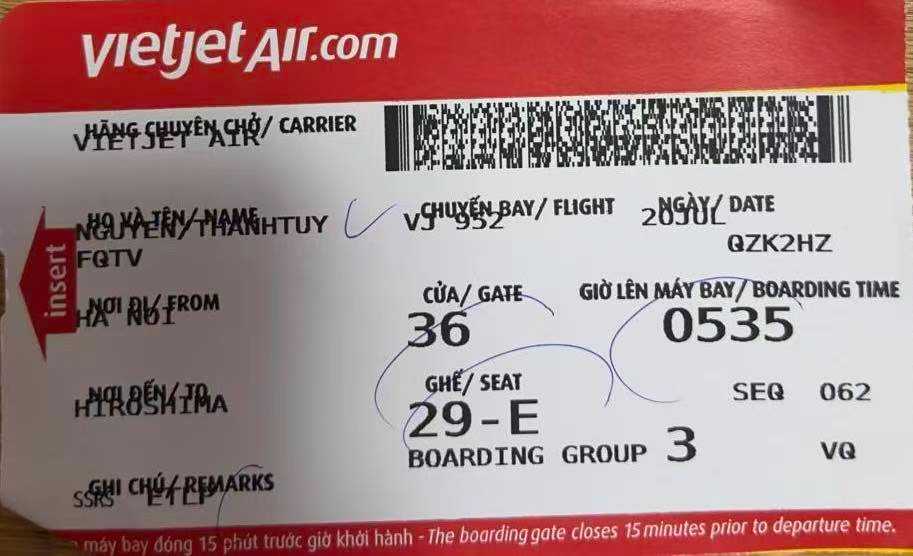 vietjetAir.com
HÃNG CHUYÊN CHỞ/ CARRIER
VIETJET AIR
HỌ VÀ TÊN/ NAME
NGUYEN/THANHTUY
CHUYẾN BAY/ FLIGHT
VJ 952
NGÀY/ DATE
20JUL
QZK2HZ
FQTV
insert
NƠI ĐI/ FROM
HA NOI
CỬA/ GATE
36
GIỜ LÊN MÁY BAY/ BOARDING TIME
0535
NƠI ĐẾN/ TO
HIROSHIMA
GHẾ/ SEAT
29-E
SEQ 062
BOARDING GROUP 3
VQ
GHI CHÚ/ REMARKS
SSRS ETLP
máy bay đóng 15 phút trước giờ khởi hành - The boarding gate closes 15 minutes prior to departure time.